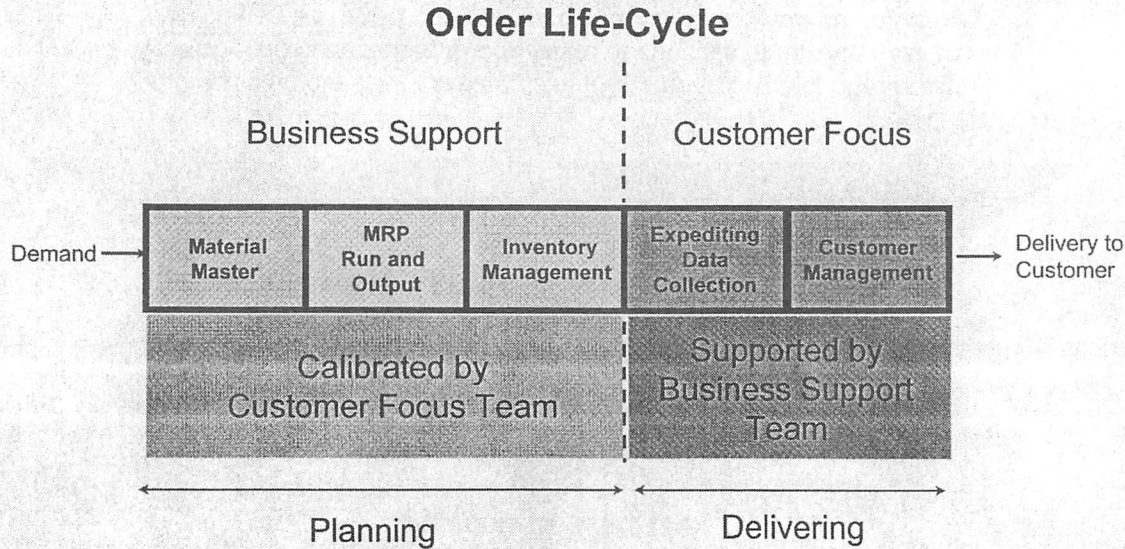 Order Life-Cycle
Business Support
Customer Focus
Demand
Material
Master
MRP
Run and
Output
Inventory
Management
Expediting
Data
Collection
Customer
Management
Delivery to
Customer
Calibrated by
Customer Focus Team
Supported by
Business Support
Team
Planning
Delivering